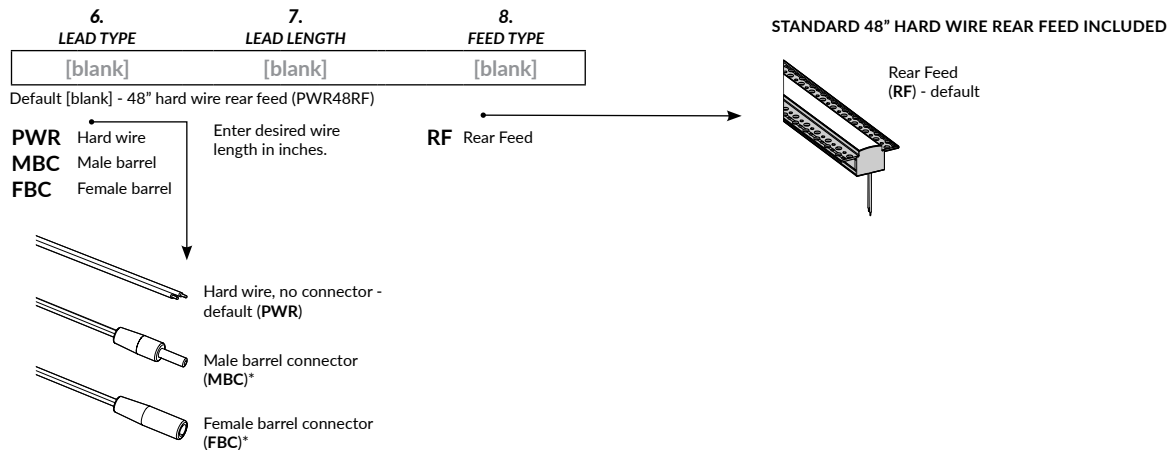 6.
LEAD TYPE
7.
LEAD LENGTH
8.
FEED TYPE
[blank]
[blank]
[blank]
Default [blank] - 48” hard wire rear feed (PWR48RF)
PWR Hard wire
MBC Male barrel
FBC Female barrel
Enter desired wire
length in inches.
RF Rear Feed
STANDARD 48” HARD WIRE REAR FEED INCLUDED
Rear Feed
(RF) - default
Hard wire, no connector -
default (PWR)
Male barrel connector
(MBC)*
Female barrel connector
(FBC)*